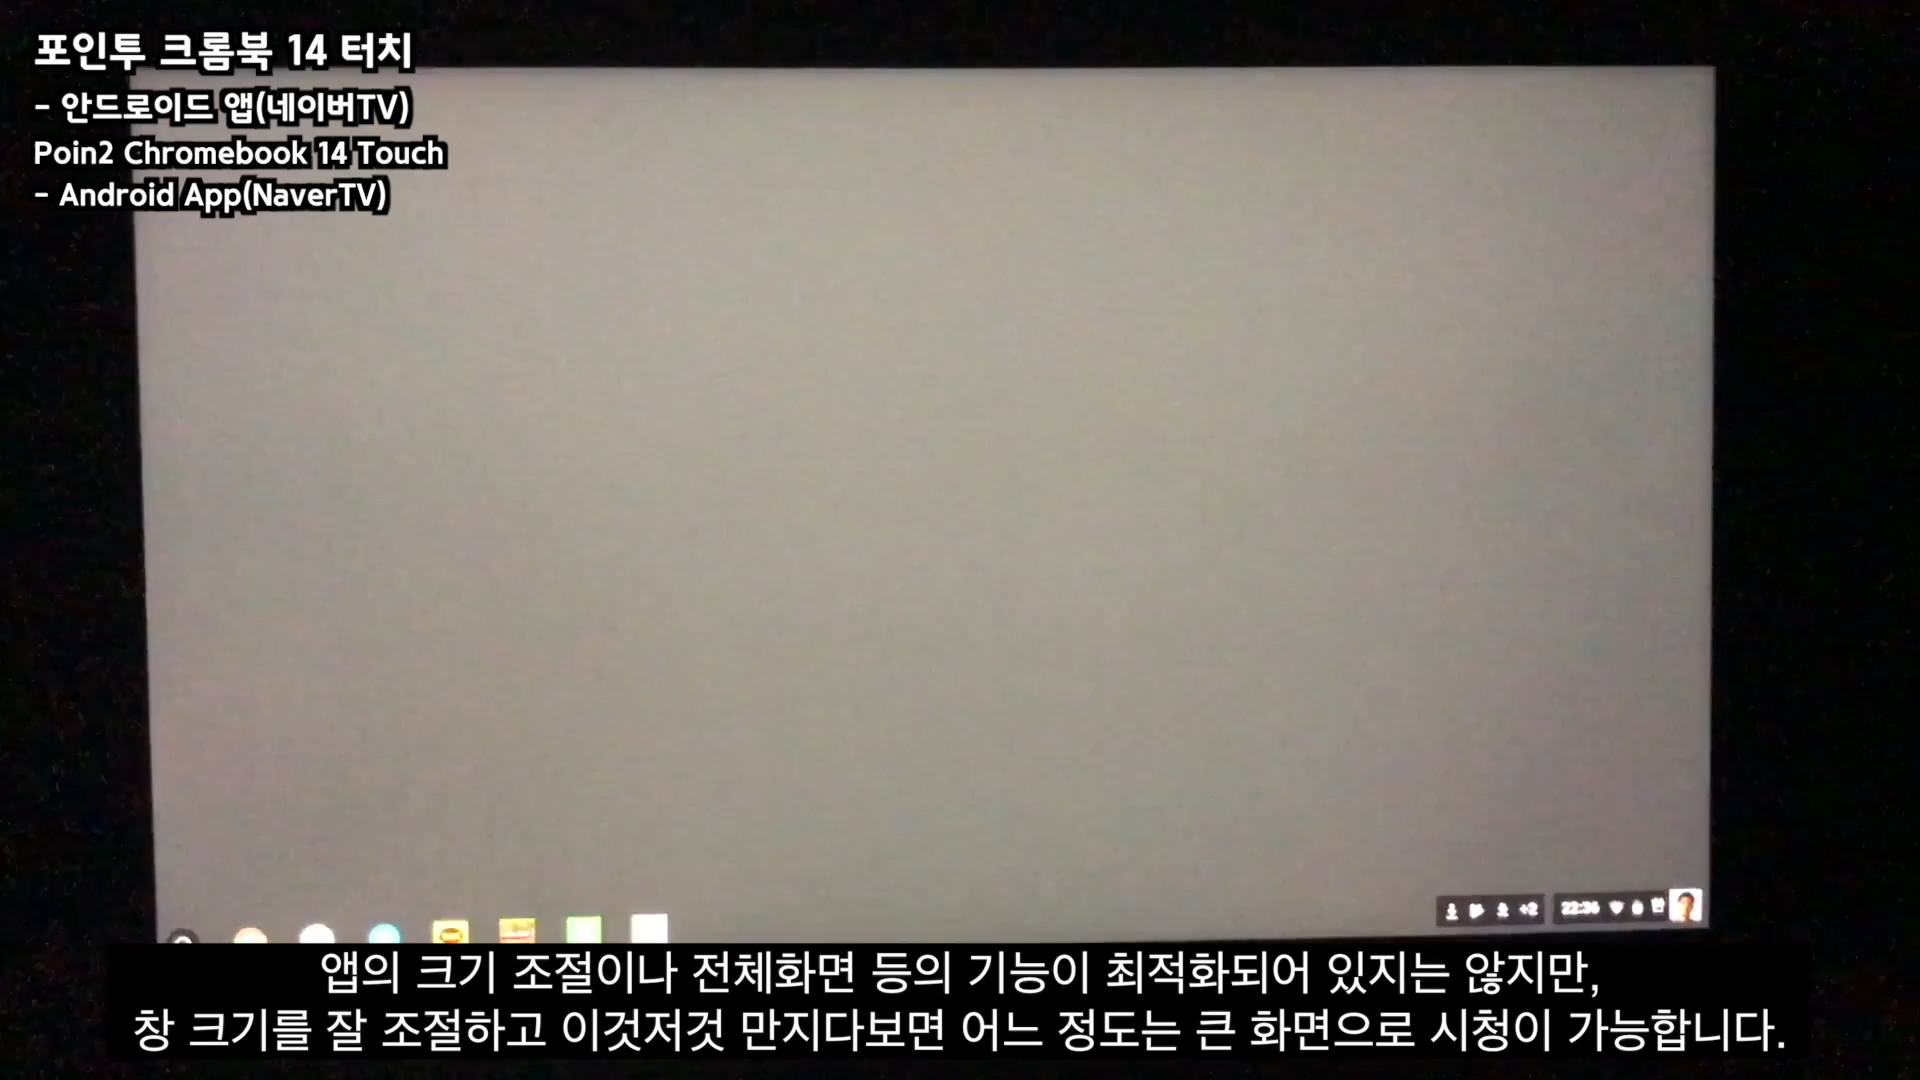 포인투 크롬북 14 터치
- 안드로이드 앱(네이버TV)
Poin2 Chromebook 14 Touch
- Android App(NaverTV)
+2
22:36
한
앱의 크기 조절이나 전체화면 등의 기능이 최적화되어 있지는 않지만,
창 크기를 잘 조절하고 이것저것 만지다보면 어느 정도는 큰 화면으로 시청이 가능합니다.